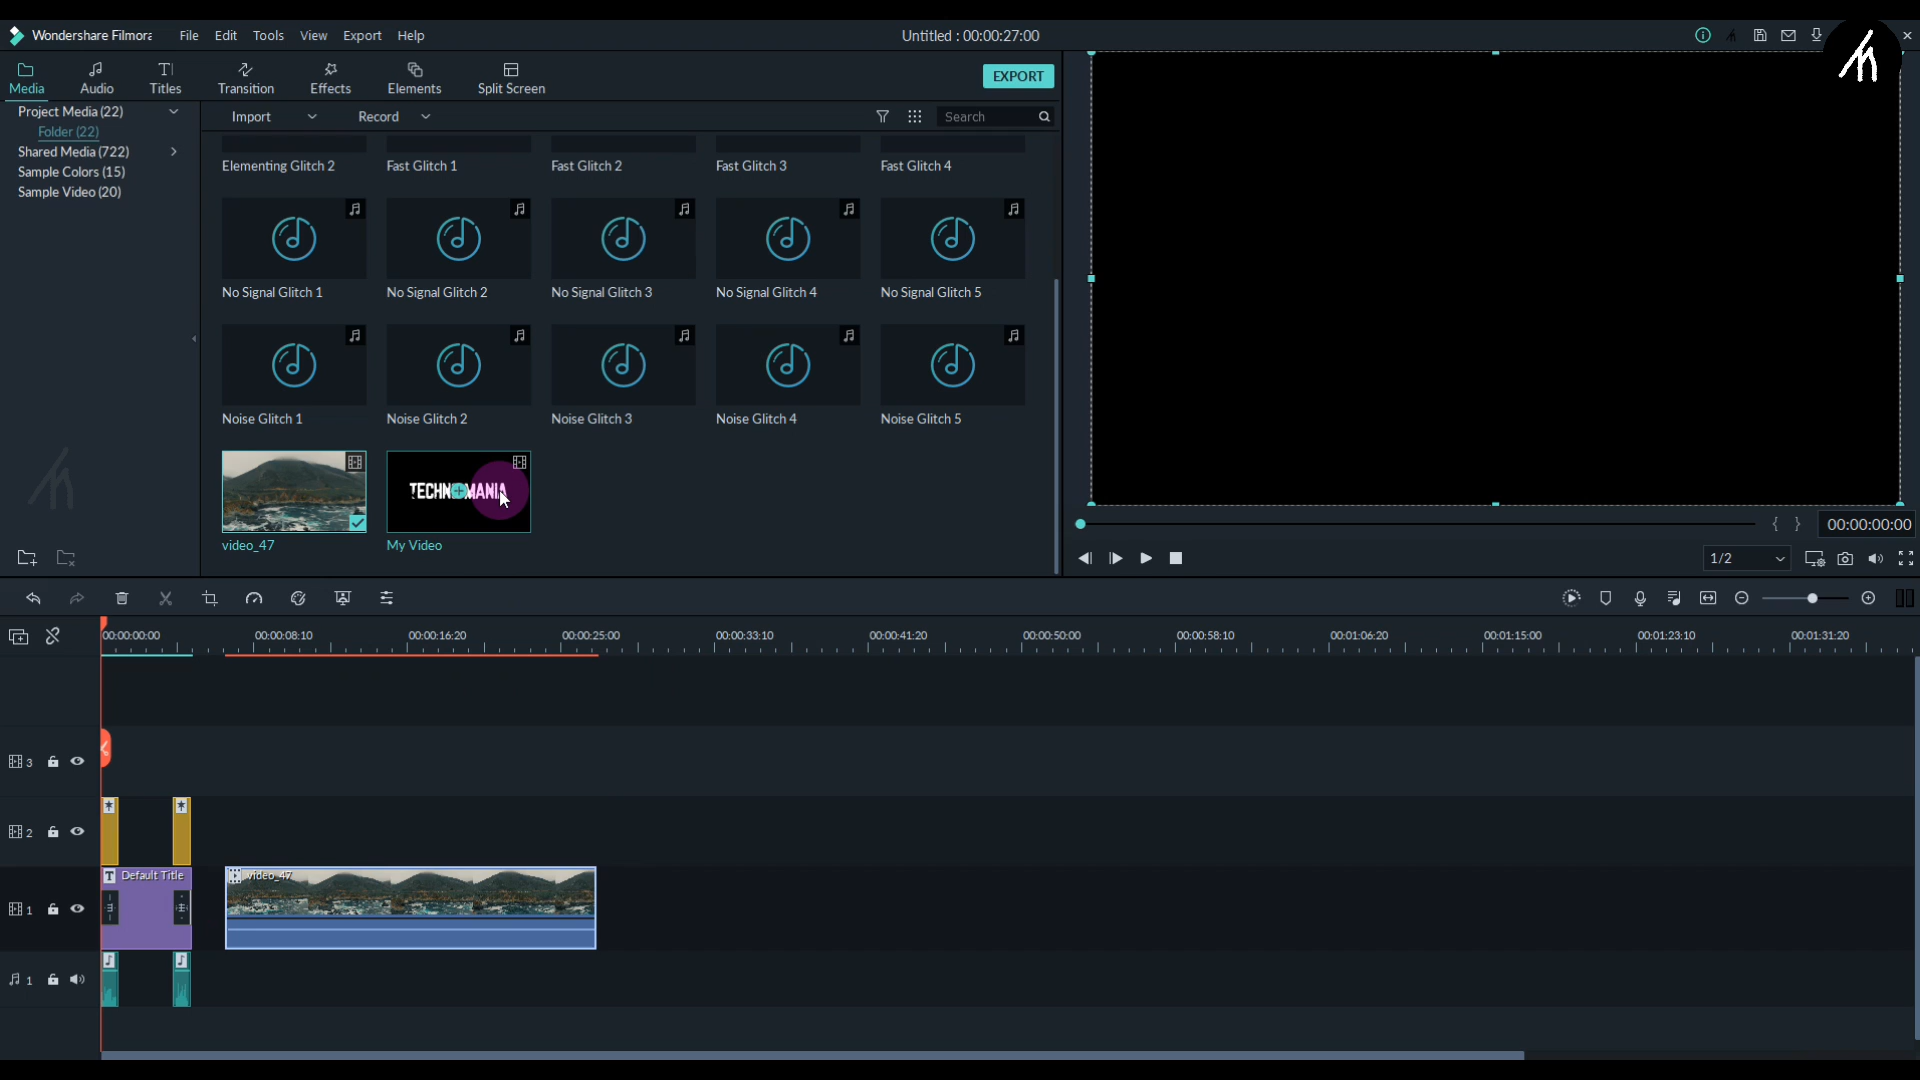 Wondershare Filmora File Edit Tools View Export Help Untitled : 00:00:27:00
Media Audio Titles Transition Effects Elements Split Screen EXPORT
Project Media (22)
Folder (22)
Shared Media (722)
Sample Colors (15)
Sample Video (20)
Import Record Search
Elementing Glitch 2 Fast Glitch 1 Fast Glitch 2 Fast Glitch 3 Fast Glitch 4
No Signal Glitch 1 No Signal Glitch 2 No Signal Glitch 3 No Signal Glitch 4 No Signal Glitch 5
Noise Glitch 1 Noise Glitch 2 Noise Glitch 3 Noise Glitch 4 Noise Glitch 5
video_47 My Video
{ } 00:00:00:00
1/2
00:00:00:00 00:00:08:10 00:00:16:20 00:00:25:00 00:00:33:10 00:00:41:20 00:00:50:00 00:00:58:10 00:01:06:20 00:01:15:00 00:01:23:10 00:01:31:20
3
2
1 T Default Title video_47
1